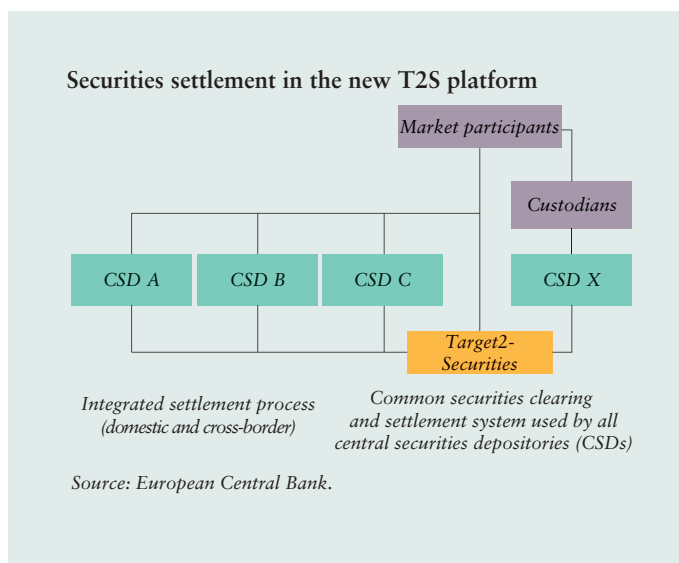 Securities settlement in the new T2S platform
Market participants
Custodians
CSD A
CSD B
CSD C
CSD X
Target2-
Securities
Integrated settlement process
(domestic and cross-border)
Common securities clearing
and settlement system used by all
central securities depositories (CSDs)
Source: European Central Bank.